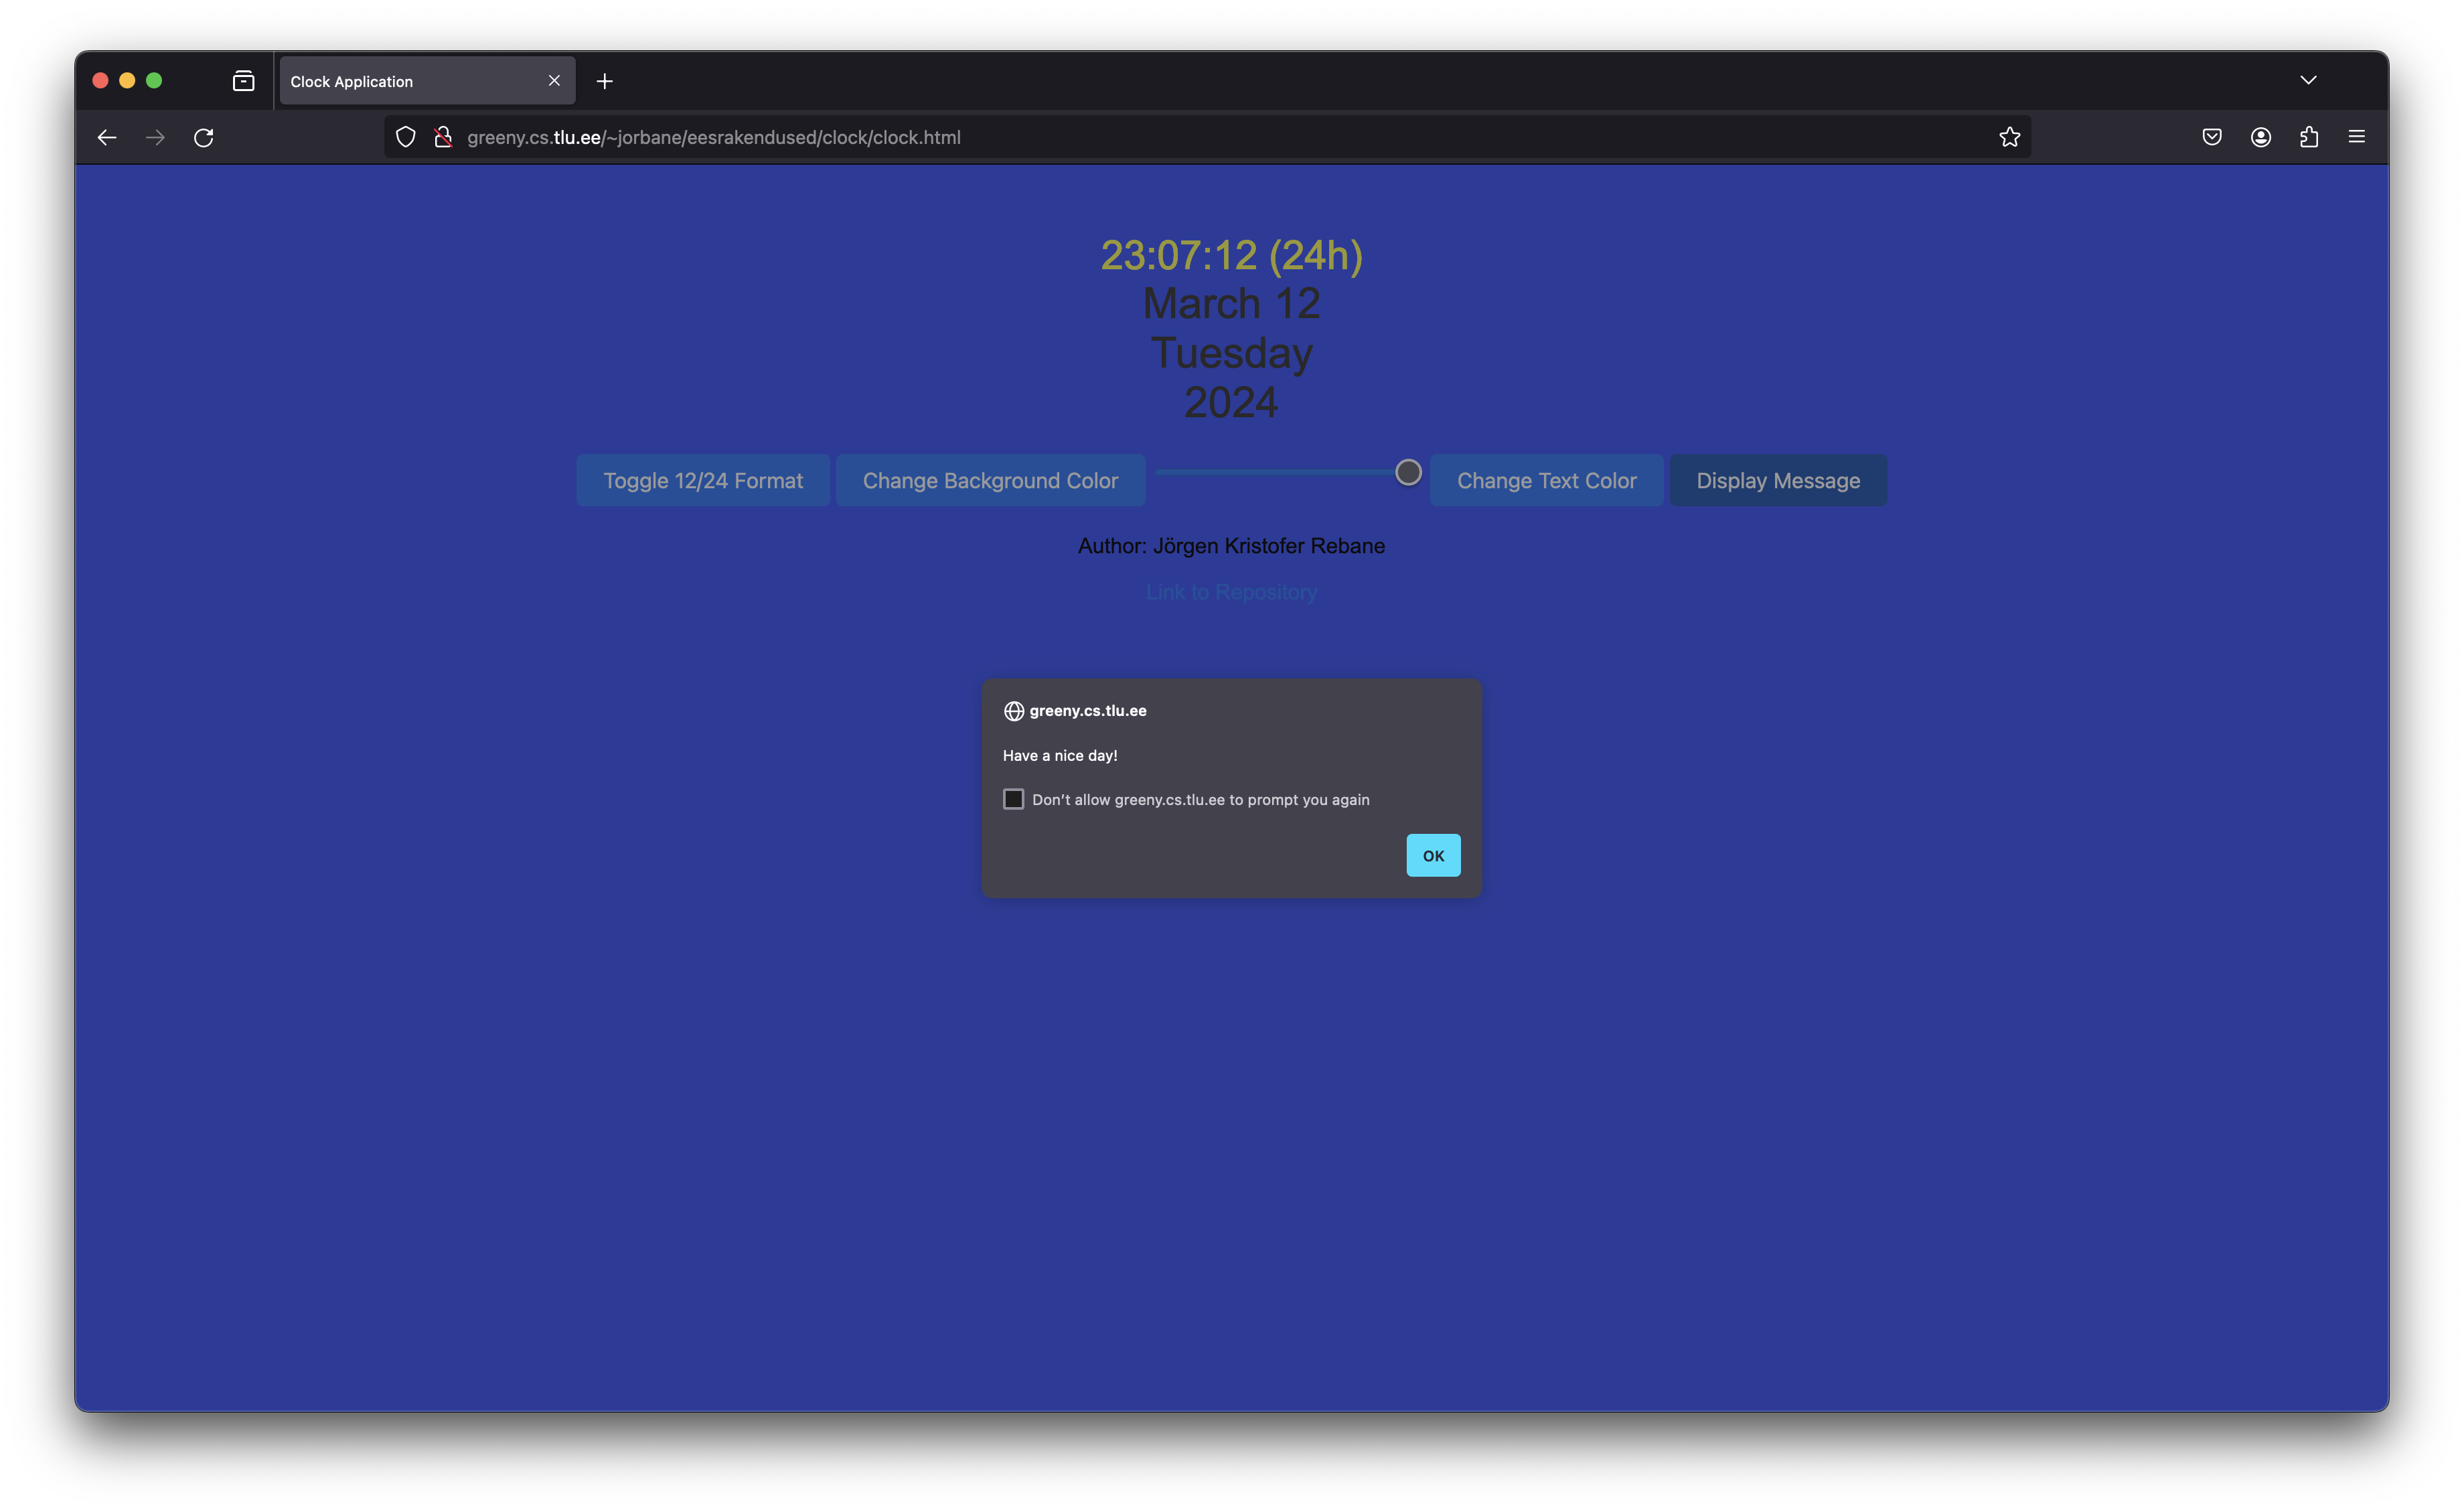 Clock Application
greeny.cs.tlu.ee/~jorbane/eesrakendused/clock/clock.html
23:07:12 (24h)
March 12
Tuesday
2024
Toggle 12/24 Format Change Background Color Change Text Color Display Message
Author: Jörgen Kristofer Rebane
Link to Repository
greeny.cs.tlu.ee
Have a nice day!
Don’t allow greeny.cs.tlu.ee to prompt you again
OK